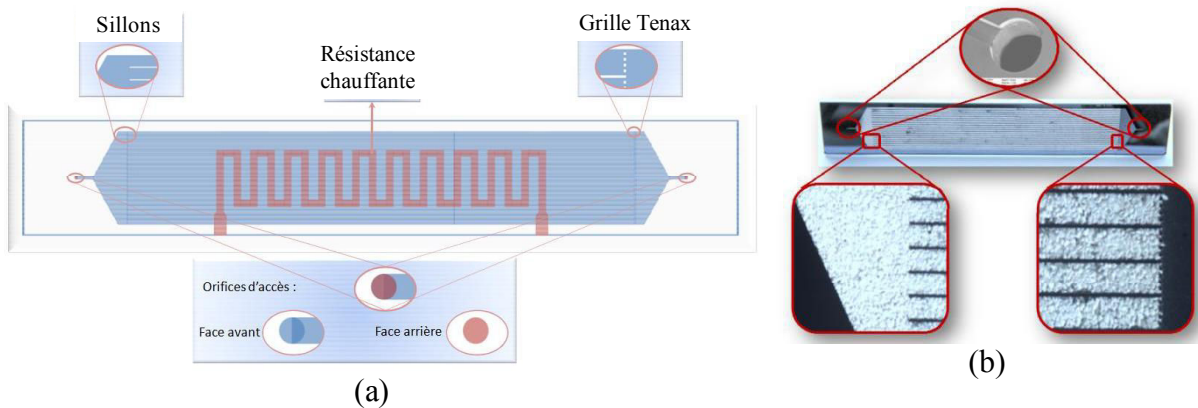 Sillons
Grille Tenax
Résistance
chauffante
Orifices d'accès :
Face avant
Face arrière
(a)
(b)